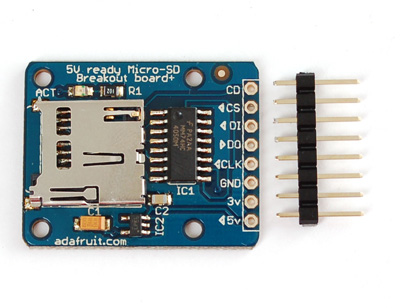 5V ready Micro-SD
Breakout board+
ACT
R1
CD
CS
DI
DO
CLK
GND
3v
5v
IC1
C1
C2
IC2
adafruit.com